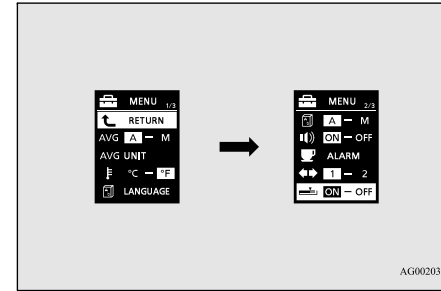 MENU 1/3
RETURN
AVG A – M
AVG UNIT
°C – °F
LANGUAGE
MENU 2/3
A – M
ON – OFF
ALARM
1 – 2
ON – OFF
AG00203